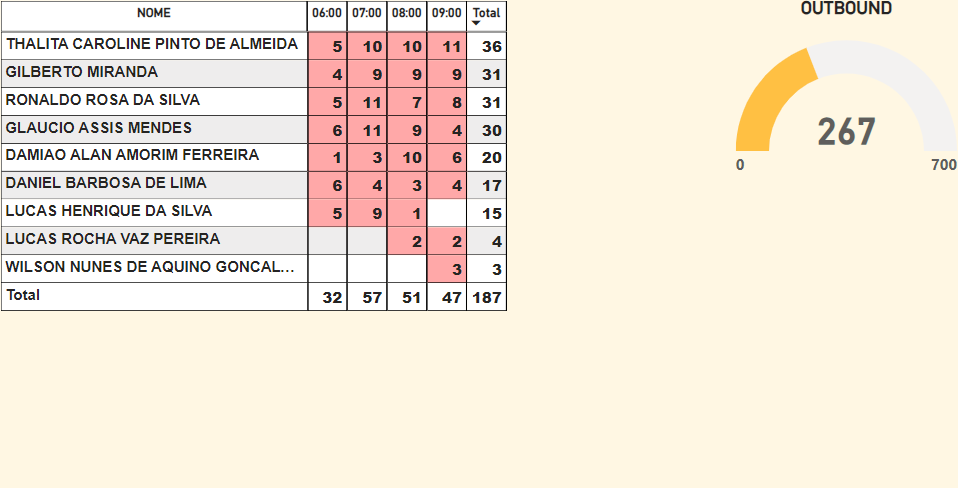 NOME 06:00 07:00 08:00 09:00 Total
THALITA CAROLINE PINTO DE ALMEIDA 5 10 10 11 36
GILBERTO MIRANDA 4 9 9 9 31
RONALDO ROSA DA SILVA 5 11 7 8 31
GLAUCIO ASSIS MENDES 6 11 9 4 30
DAMIAO ALAN AMORIM FERREIRA 1 3 10 6 20
DANIEL BARBOSA DE LIMA 6 4 3 4 17
LUCAS HENRIQUE DA SILVA 5 9 1 15
LUCAS ROCHA VAZ PEREIRA 2 2 4
WILSON NUNES DE AQUINO GONCAL... 3 3
Total 32 57 51 47 187
OUTBOUND
267
0 700